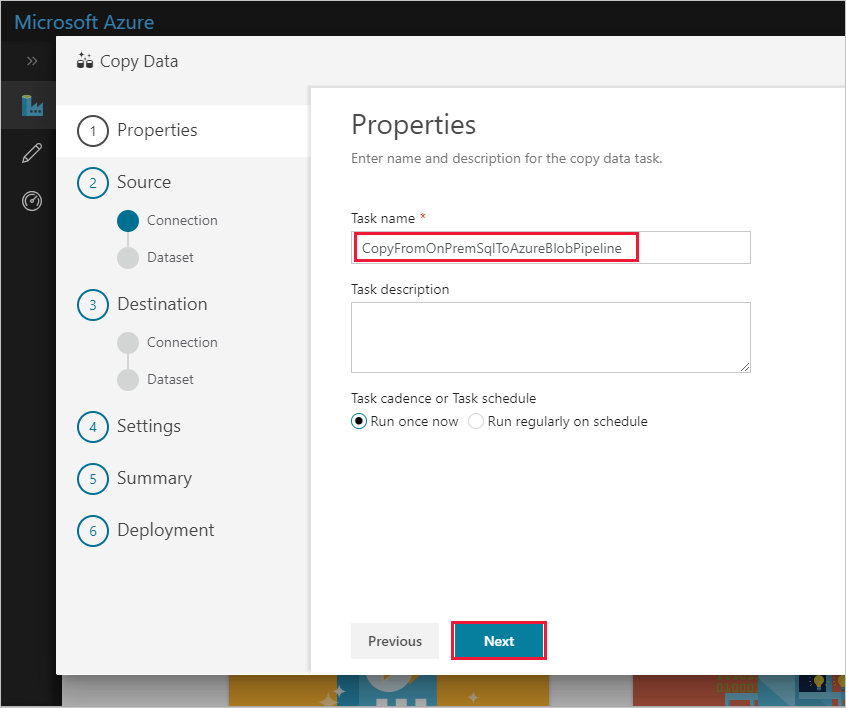 Microsoft Azure
Copy Data
1 Properties
2 Source
Connection
Dataset
3 Destination
Connection
Dataset
4 Settings
5 Summary
6 Deployment
Properties
Enter name and description for the copy data task.
Task name *
CopyFromOnPremSqlToAzureBlobPipeline
Task description
Task cadence or Task schedule
Run once now Run regularly on schedule
Previous Next